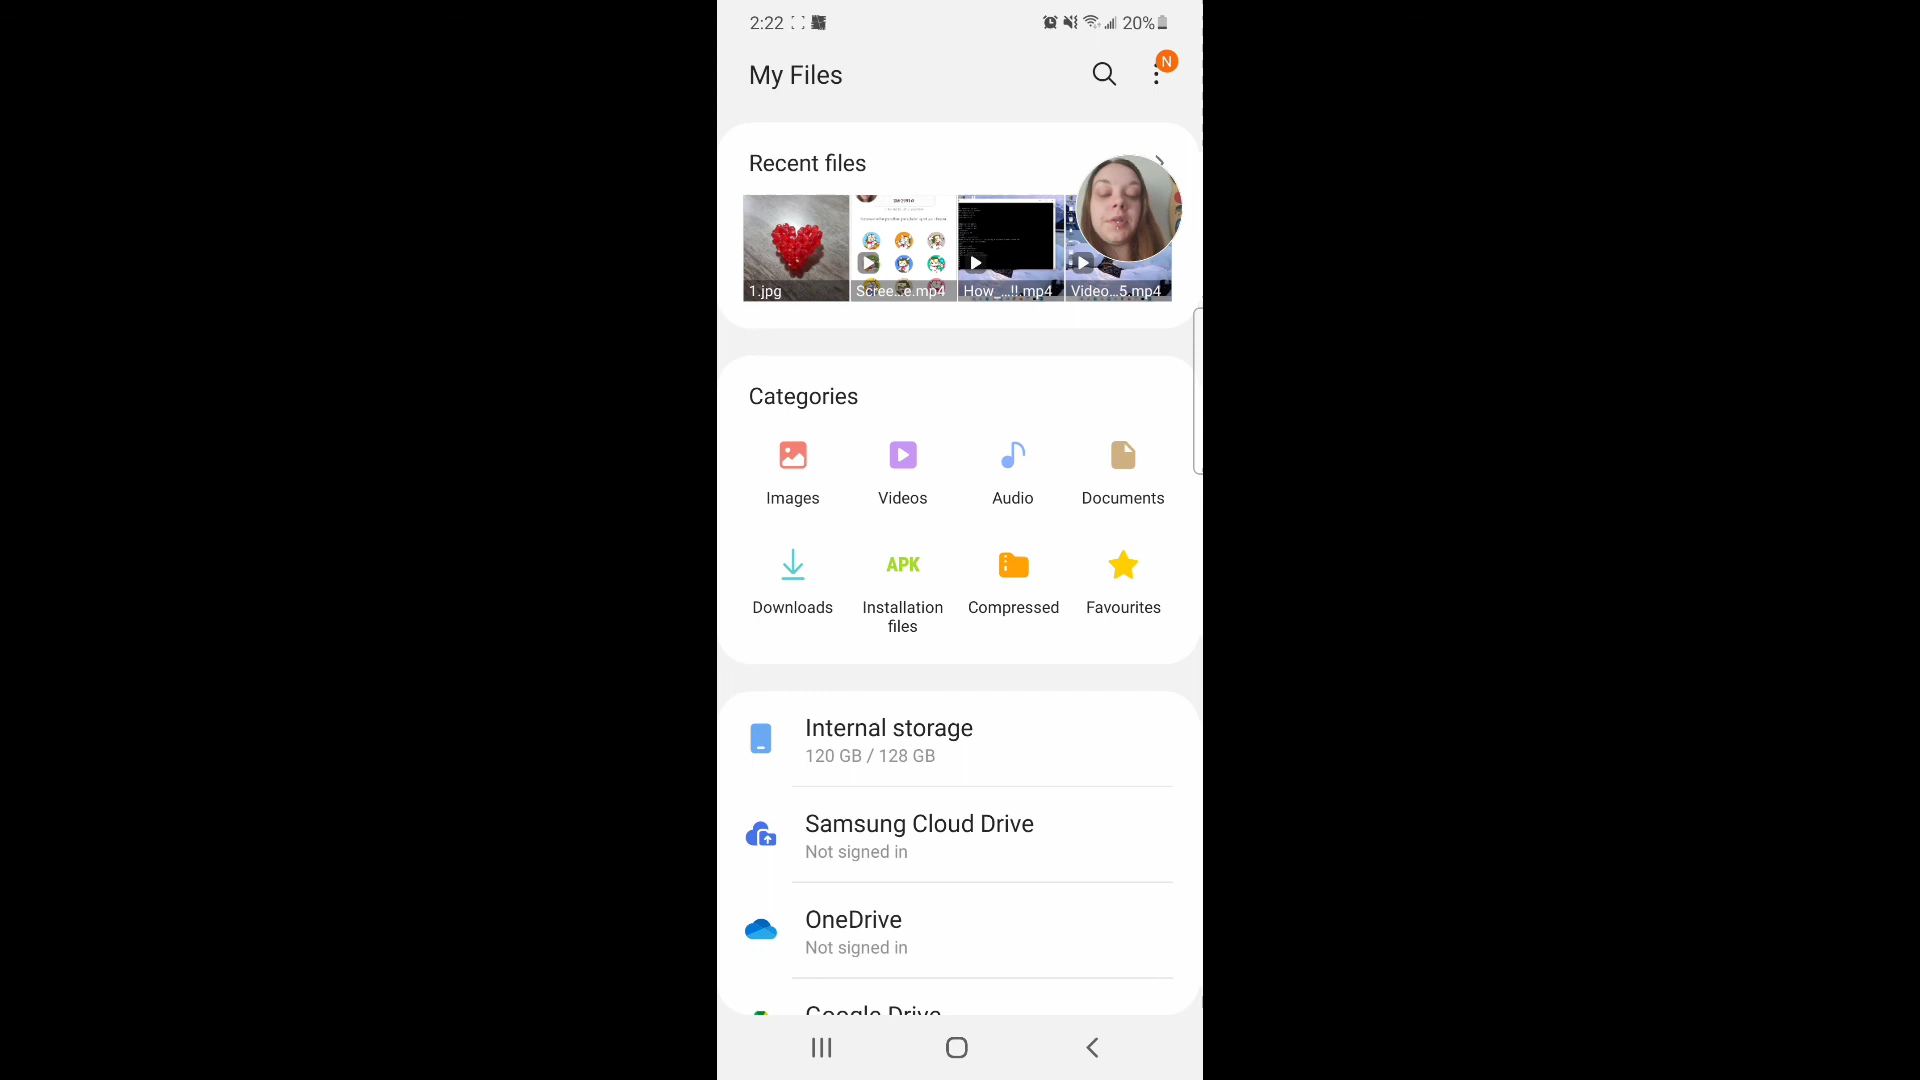 2:22
20%
My Files
N
Recent files
1.jpg
Scree...e.mp4
How_...!!.mp4
Video...5.mp4
Categories
Images
Videos
Audio
Documents
Downloads
APK
Installation
files
Compressed
Favourites
Internal storage
120 GB / 128 GB
Samsung Cloud Drive
Not signed in
OneDrive
Not signed in
Google Drive